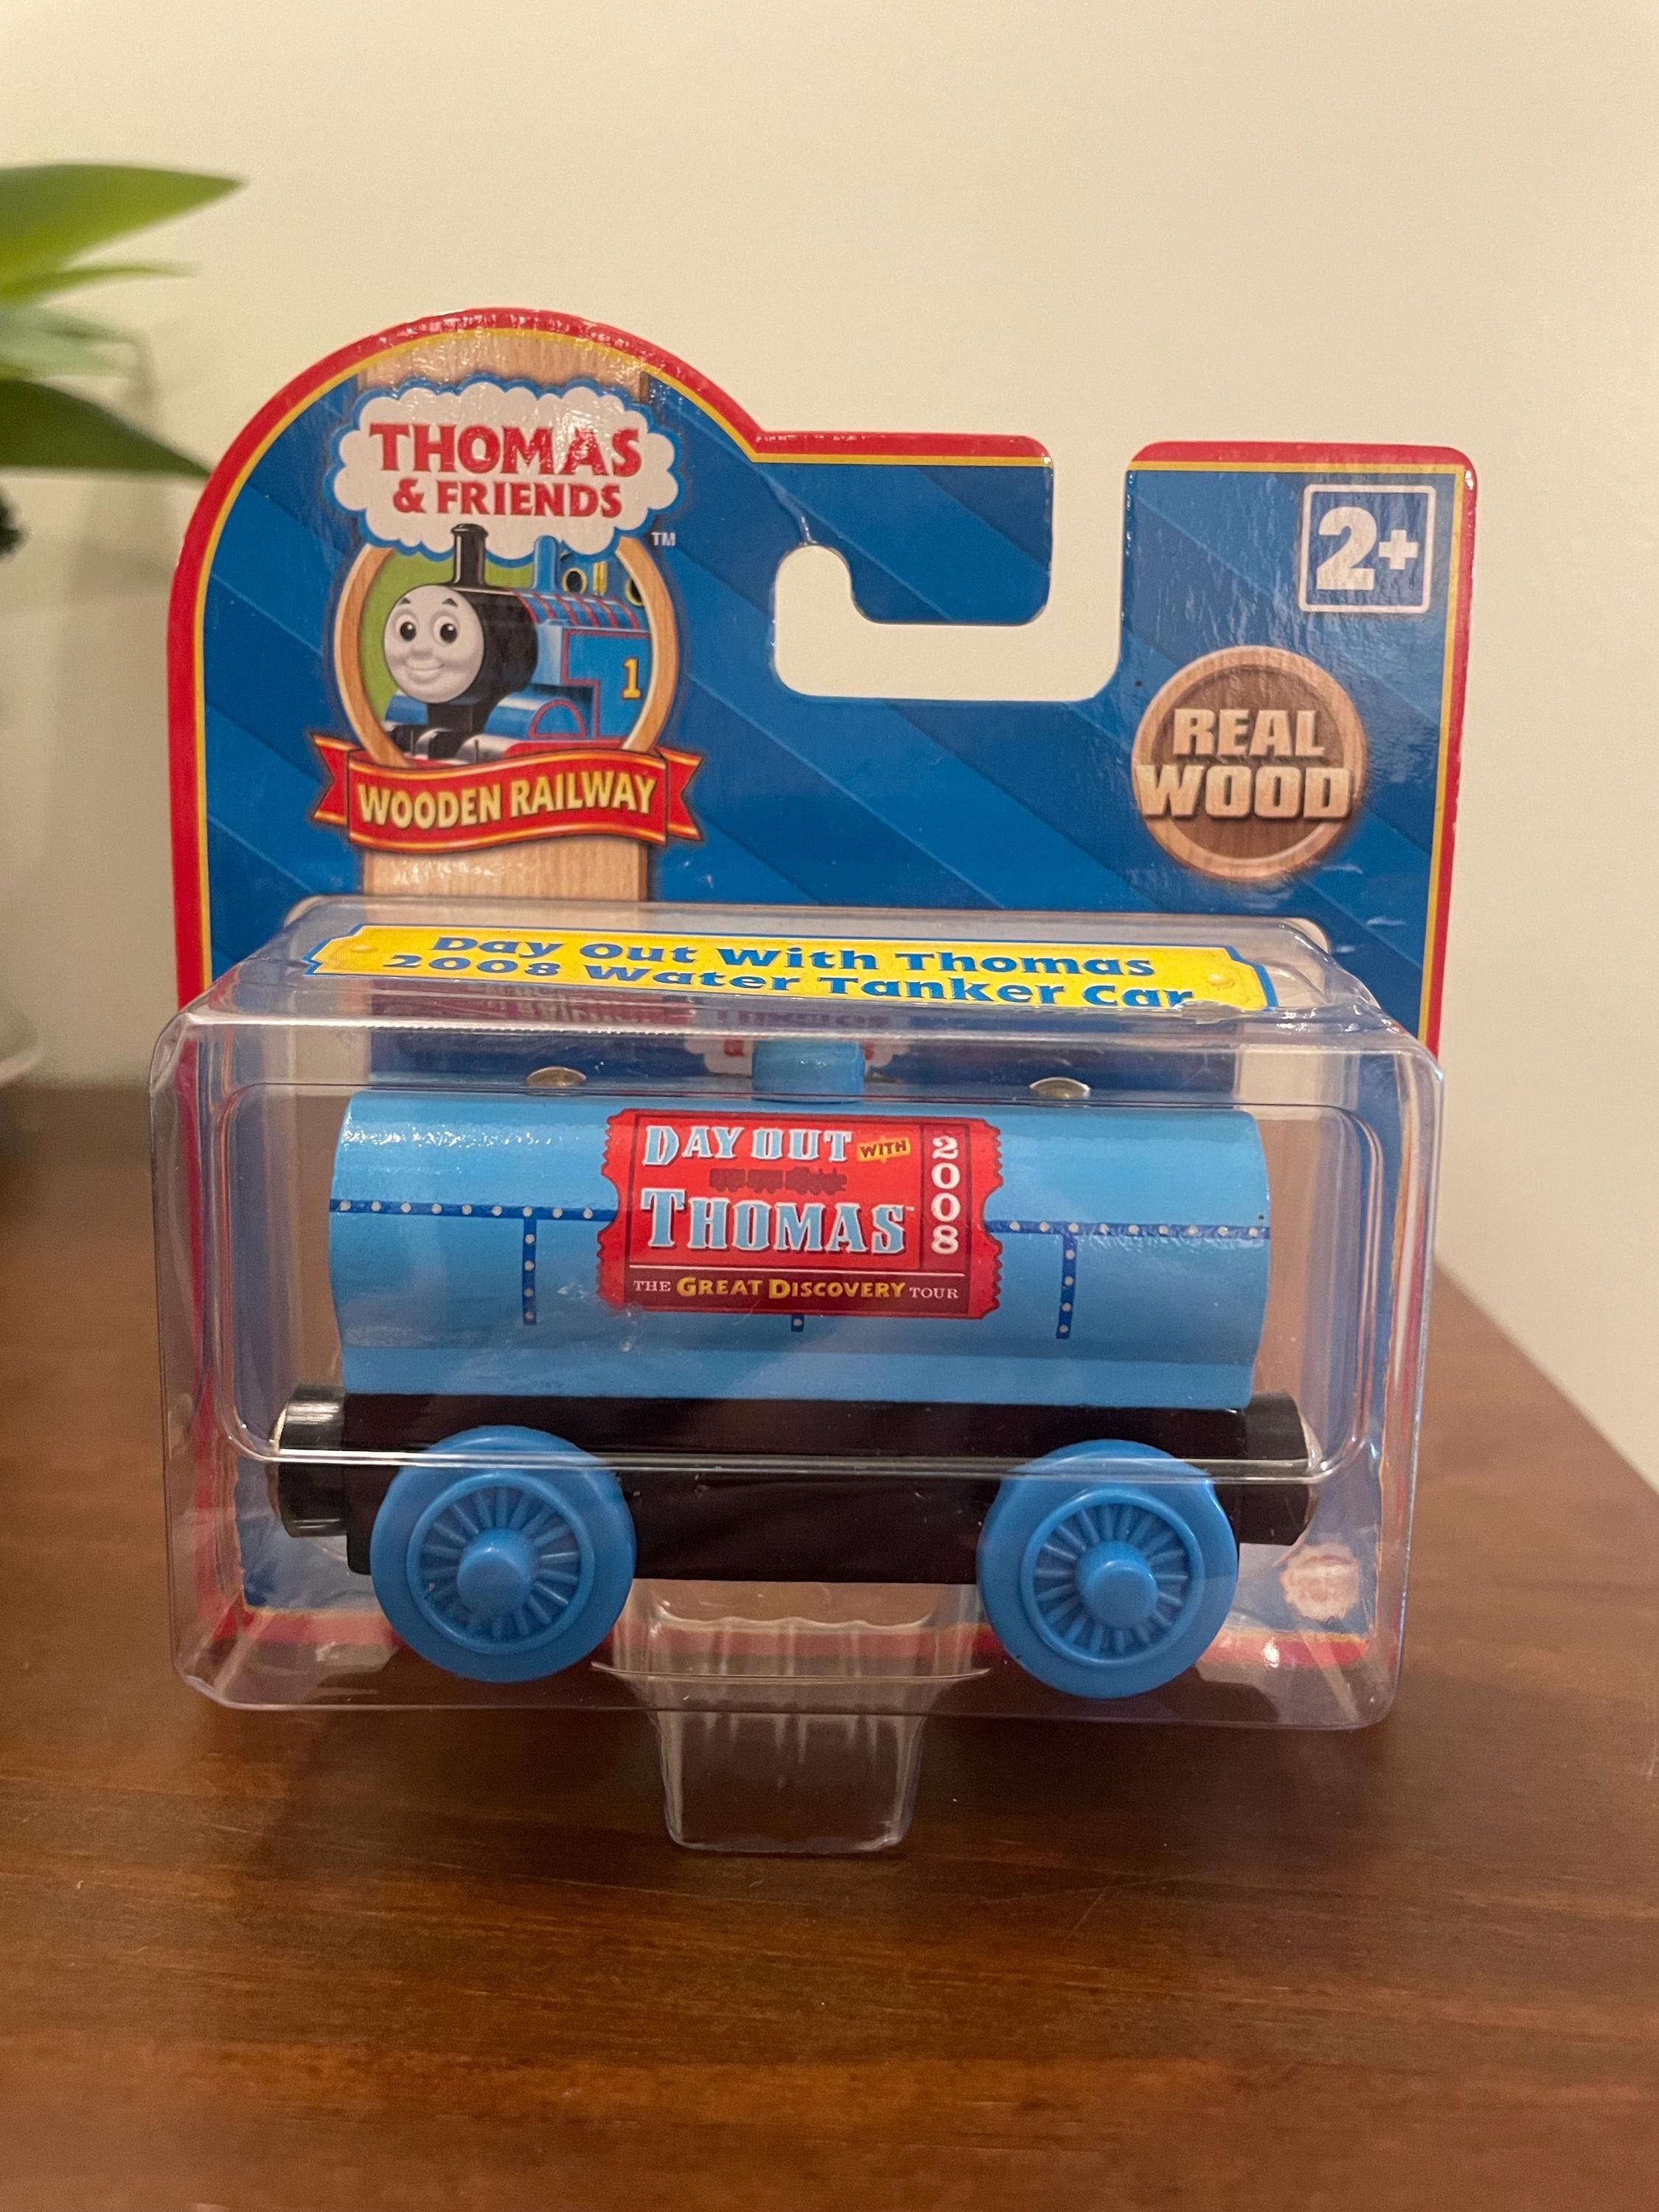 THOMAS
& FRIENDS
™
1
WOODEN RAILWAY
2+
REAL
WOOD
Day Out With Thomas
2008 Water Tanker Car
DAY OUT WITH
THOMAS
2008
THE GREAT DISCOVERY TOUR